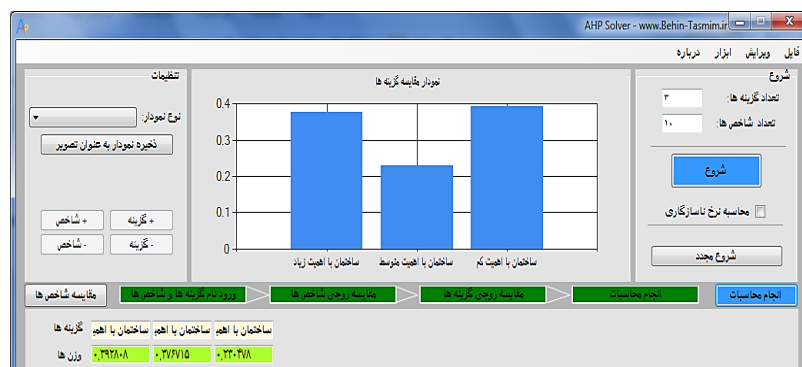 AHP Solver - www.Behin-Tasmim.ir
فایل ویرایش ابزار درباره
شروع
تعداد گزینه ها: ۳
تعداد شاخص ها: ۱۰
شروع
محاسبه نرخ ناسازگاری
شروع مجدد
نمودار مقایسه گزینه ها
0.4
0.3
0.2
0.1
0
ساختمان با اهمیت کم ساختمان با اهمیت متوسط ساختمان با اهمیت زیاد
تنظیمات
نوع نمودار:
ذخیره نمودار به عنوان تصویر
+ گزینه + شاخص
- گزینه - شاخص
مقایسه شاخص ها ورود نام گزینه ها و شاخص ها مقایسه زوجی شاخص ها مقایسه زوجی گزینه ها انجام محاسبات انجام محاسبات
گزینه ها ساختمان با اهمی ساختمان با اهمی ساختمان با اهمی
وزن ها ۰,۳۹۲۸۰۸ ۰,۳۷۶۷۱۵ ۰,۲۳۰۴۷۸